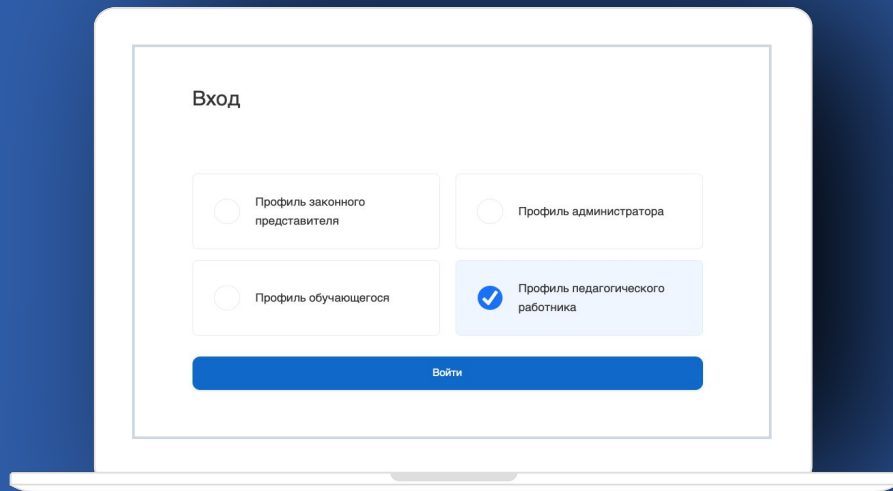 Вход
Профиль законного
представителя
Профиль администратора
Профиль обучающегося
Профиль педагогического
работника
Войти